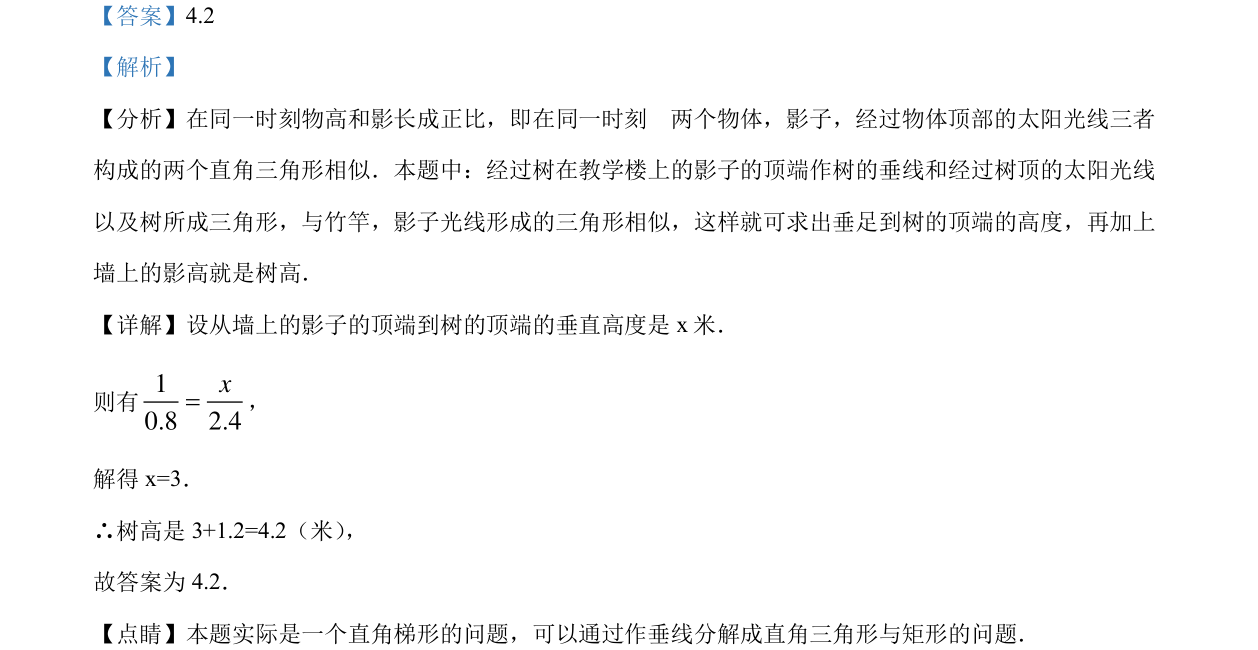 【答案】4.2
【解析】
【分析】在同一时刻物高和影长成正比，即在同一时刻　两个物体，影子，经过物体顶部的太阳光线三者
构成的两个直角三角形相似．本题中：经过树在教学楼上的影子的顶端作树的垂线和经过树顶的太阳光线
以及树所成三角形，与竹竿，影子光线形成的三角形相似，这样就可求出垂足到树的顶端的高度，再加上
墙上的影高就是树高．
【详解】设从墙上的影子的顶端到树的顶端的垂直高度是 x 米．
则有 1/0.8 = x/2.4，
解得 x=3．
∴树高是 3+1.2=4.2（米），
故答案为 4.2．
【点睛】本题实际是一个直角梯形的问题，可以通过作垂线分解成直角三角形与矩形的问题．